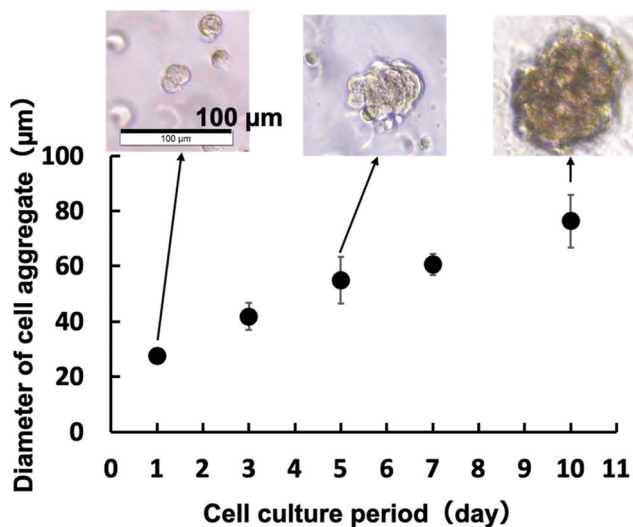 100 μm
100 μm
100
80
60
40
20
0
Diameter of cell aggregate (μm)
0 1 2 3 4 5 6 7 8 9 10 11
Cell culture period (day)